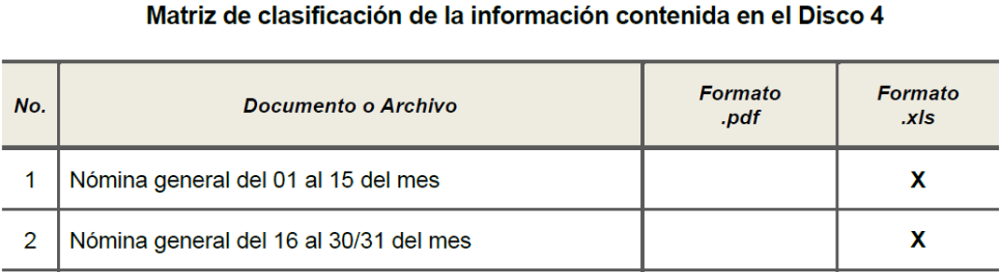 Matriz de clasificación de la información contenida en el Disco 4
No. Documento o Archivo Formato .pdf Formato .xls
1 Nómina general del 01 al 15 del mes X
2 Nómina general del 16 al 30/31 del mes X